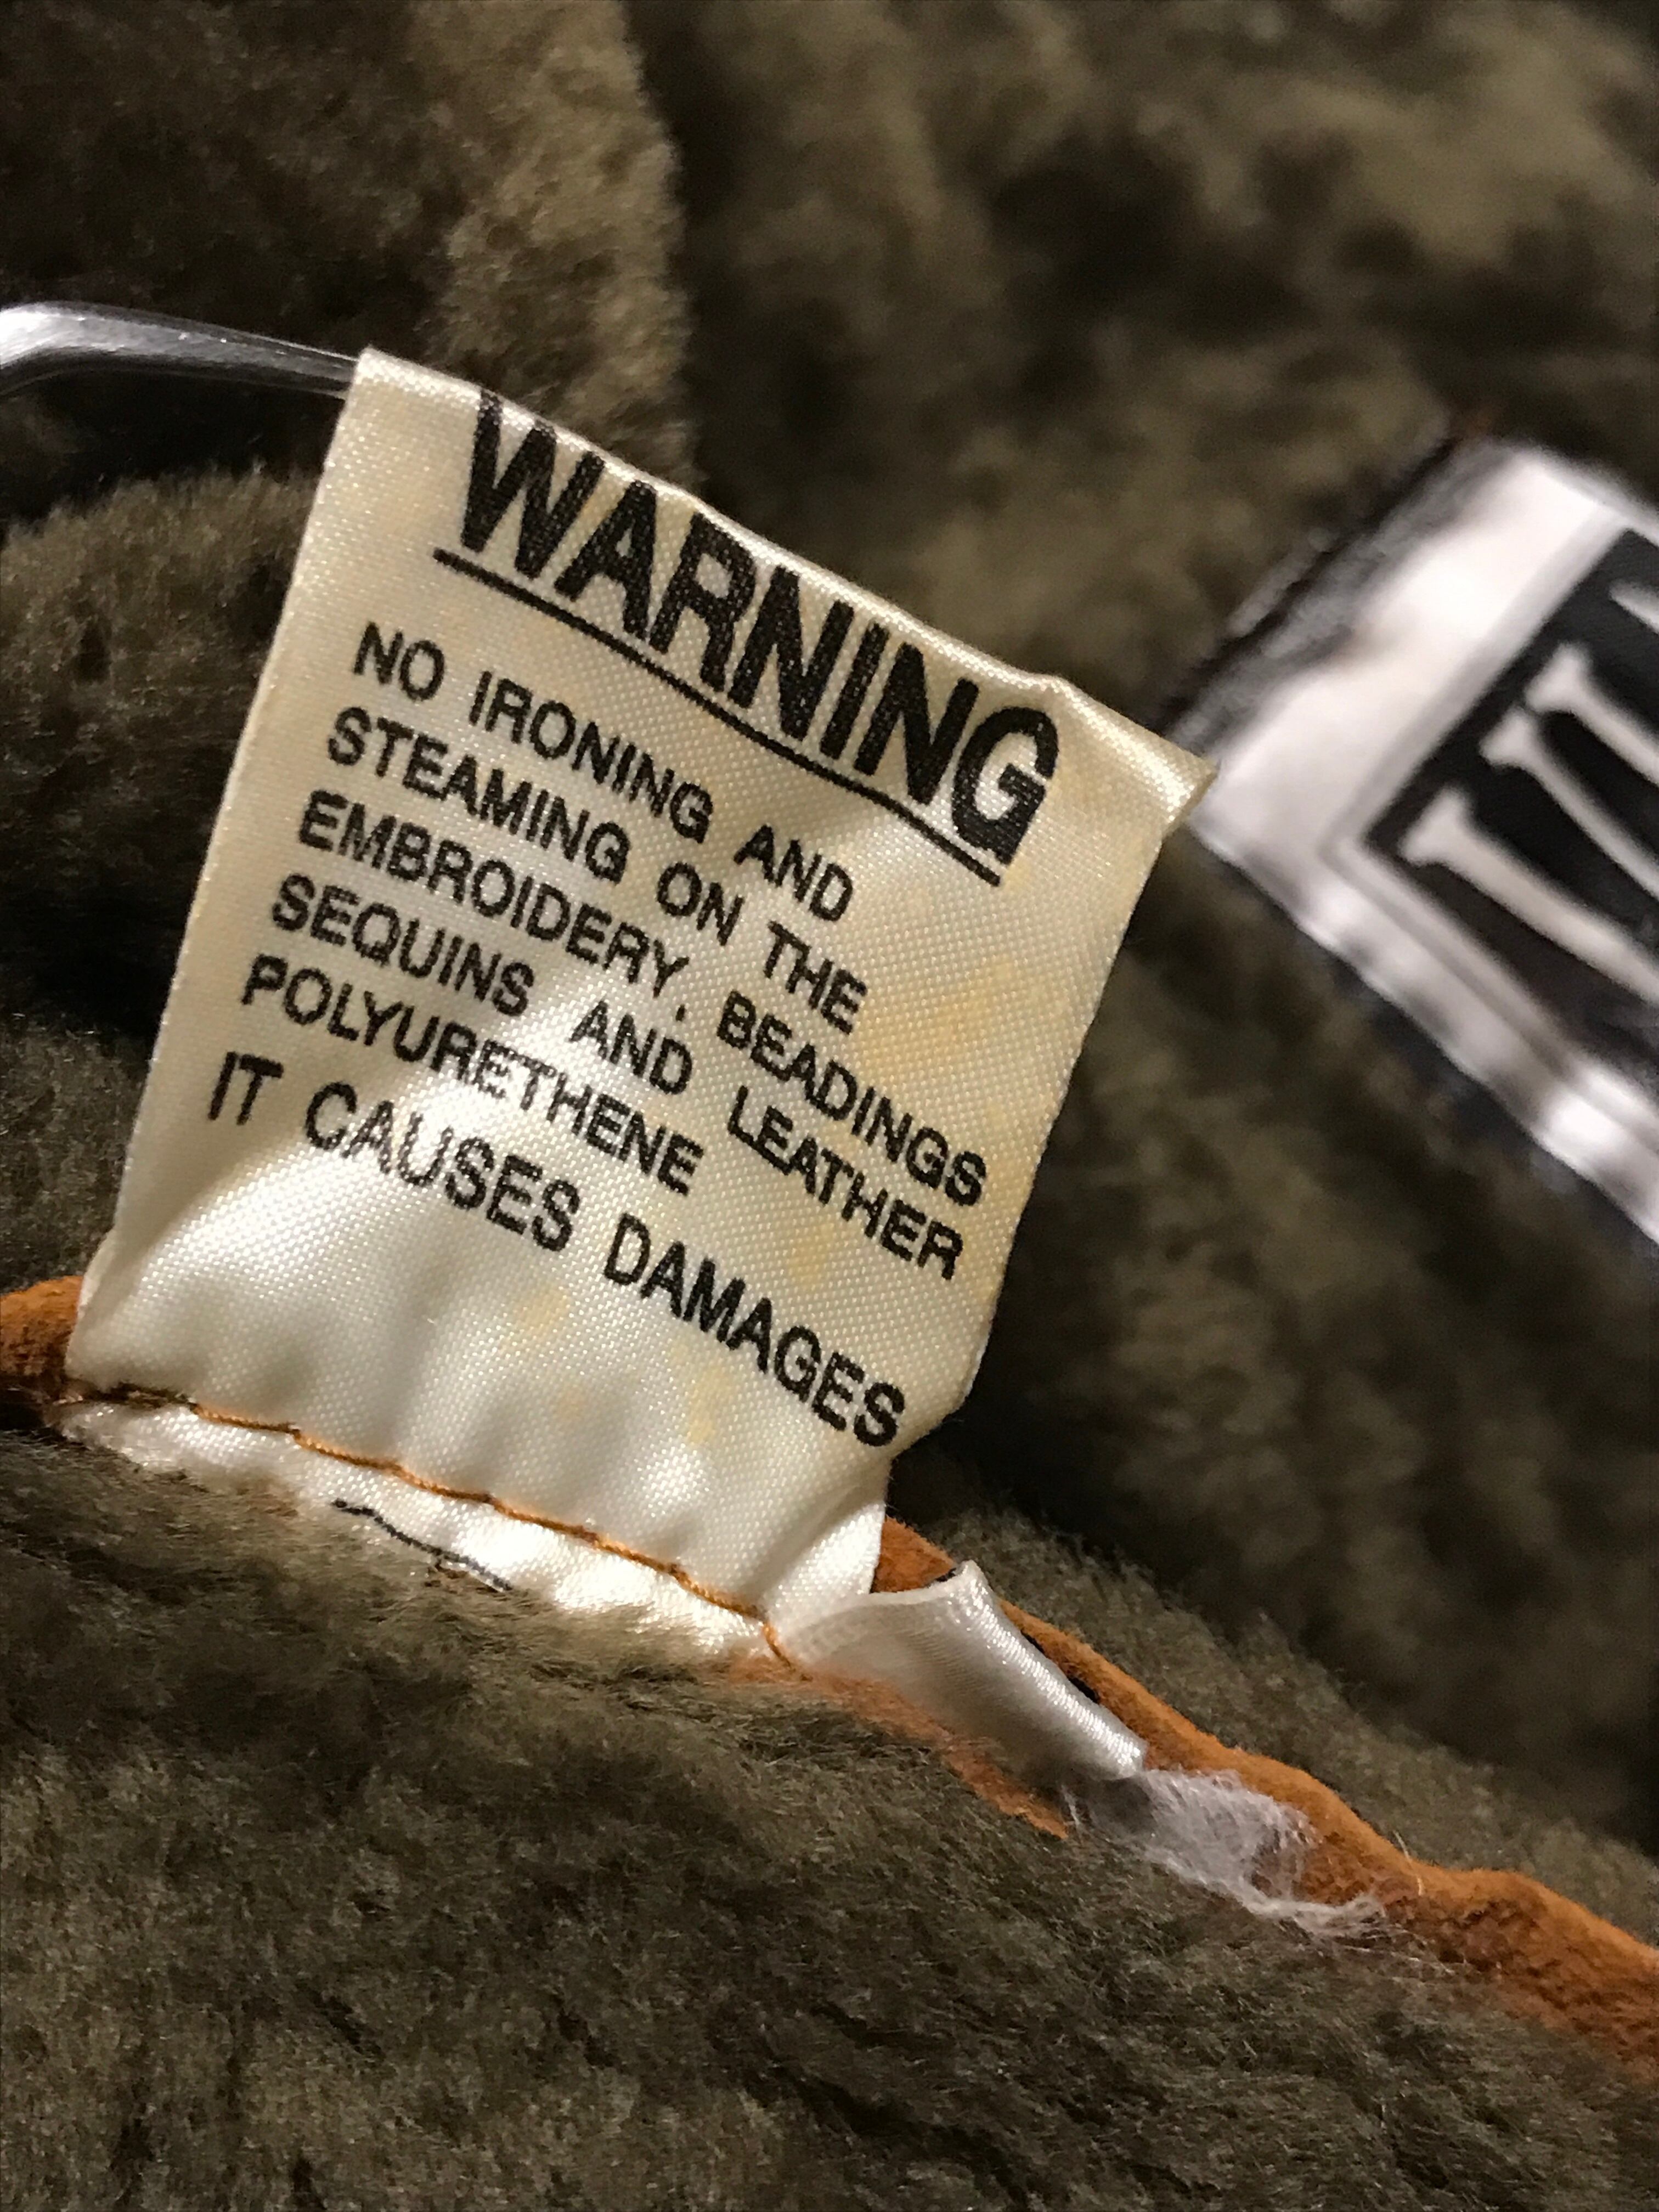 WARNING
NO IRONING AND
STEAMING ON THE
EMBROIDERY, BEADINGS
SEQUINS AND LEATHER
POLYURETHENE
IT CAUSES DAMAGES